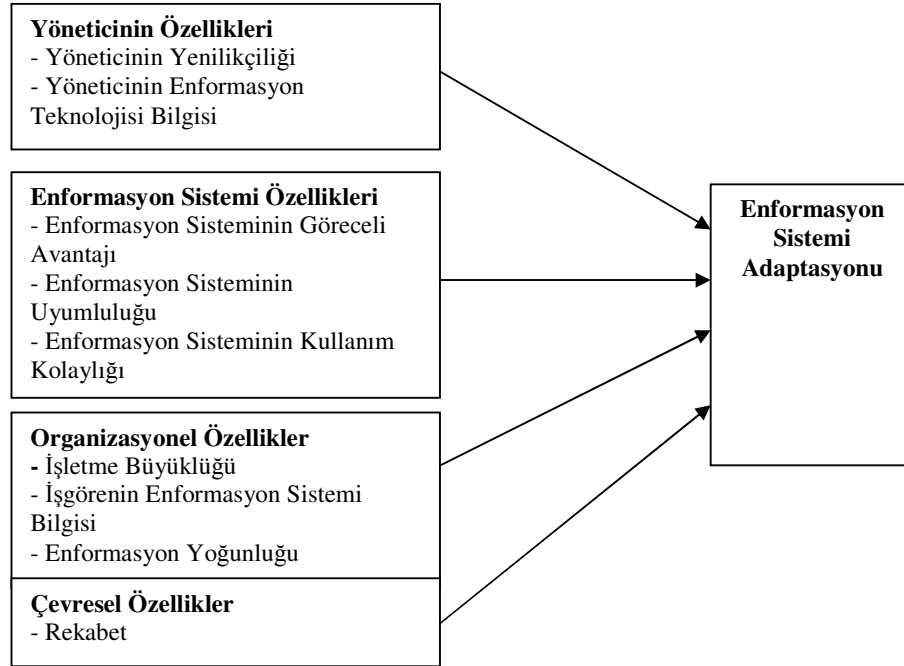 Yöneticinin Özellikleri
- Yöneticinin Yenilikçiliği
- Yöneticinin Enformasyon
Teknolojisi Bilgisi
Enformasyon Sistemi Özellikleri
- Enformasyon Sisteminin Göreceli
Avantajı
- Enformasyon Sisteminin
Uyumluluğu
- Enformasyon Sisteminin Kullanım
Kolaylığı
Organizasyonel Özellikler
- İşletme Büyüklüğü
- İşgörenin Enformasyon Sistemi
Bilgisi
- Enformasyon Yoğunluğu
Çevresel Özellikler
- Rekabet
Enformasyon
Sistemi
Adaptasyonu